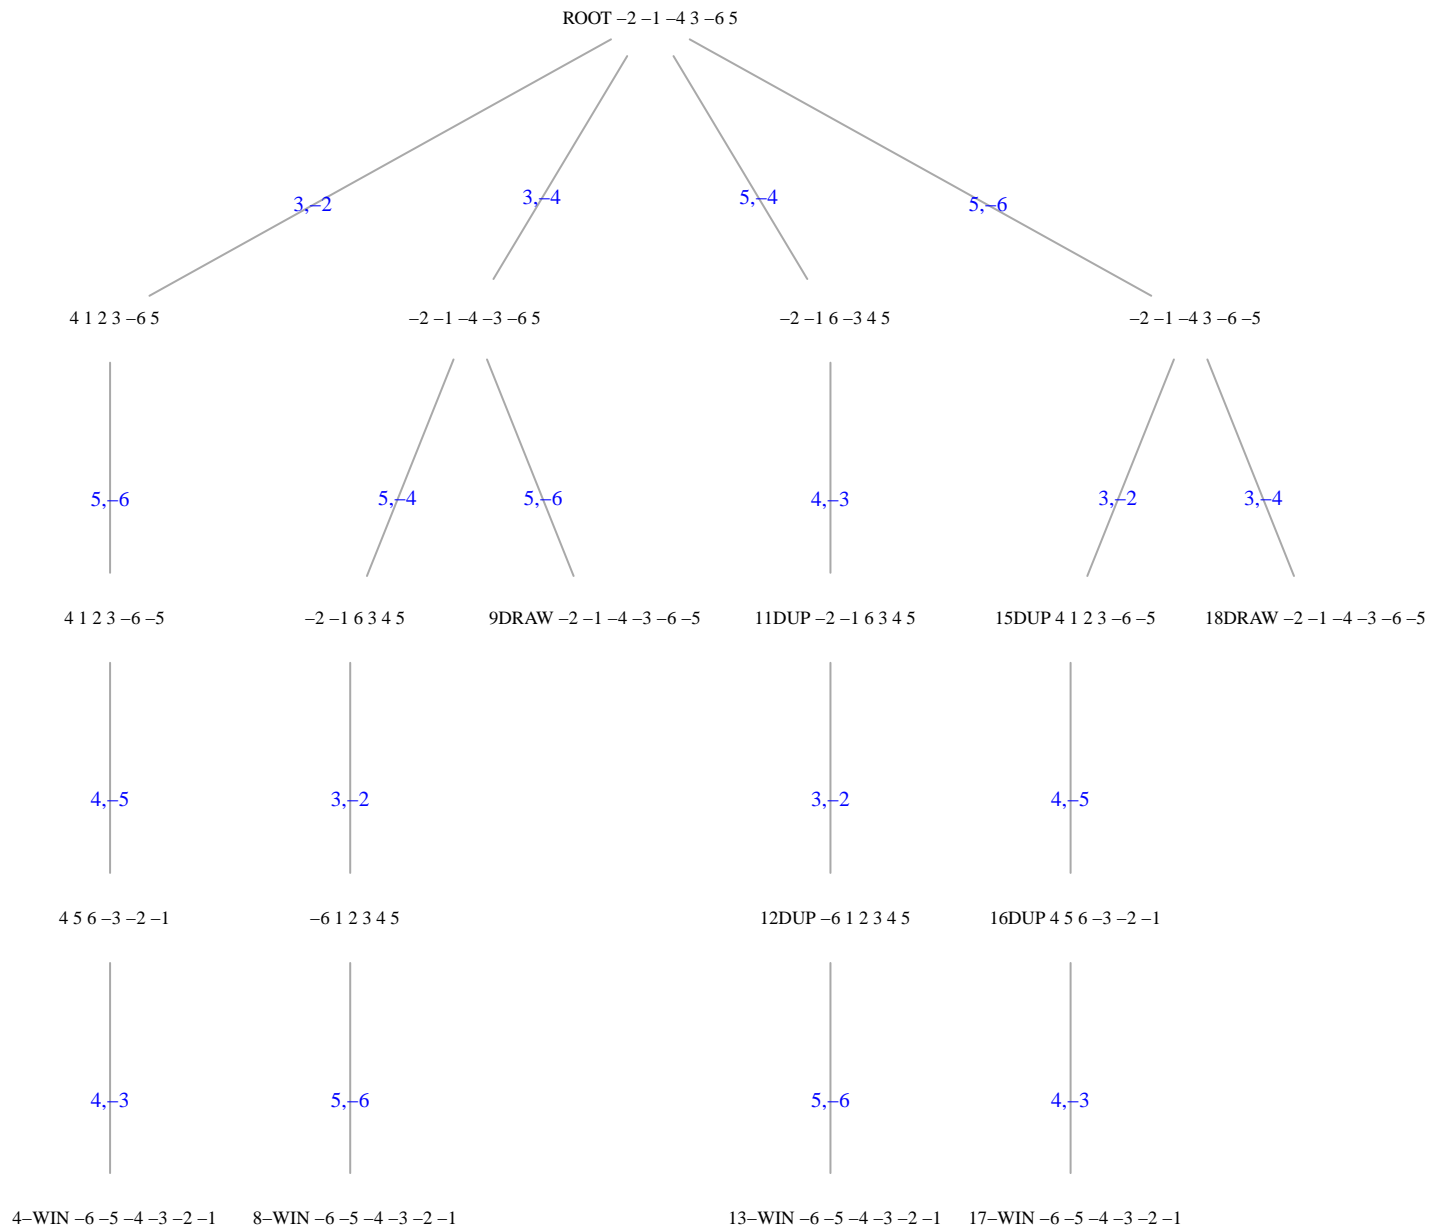 ROOT –2 –1 –4 3 –6 5
3,–2
3,–4
5,–4
5,–6
4 1 2 3 –6 5
–2 –1 –4 –3 –6 5
–2 –1 6 –3 4 5
–2 –1 –4 3 –6 –5
5,–6
5,–4
5,–6
4,–3
3,–2
3,–4
4 1 2 3 –6 –5
–2 –1 6 3 4 5
9DRAW –2 –1 –4 –3 –6 –5
11DUP –2 –1 6 3 4 5
15DUP 4 1 2 3 –6 –5
18DRAW –2 –1 –4 –3 –6 –5
4,–5
3,–2
3,–2
4,–5
4 5 6 –3 –2 –1
–6 1 2 3 4 5
12DUP –6 1 2 3 4 5
16DUP 4 5 6 –3 –2 –1
4,–3
5,–6
5,–6
4,–3
4–WIN –6 –5 –4 –3 –2 –1
8–WIN –6 –5 –4 –3 –2 –1
13–WIN –6 –5 –4 –3 –2 –1
17–WIN –6 –5 –4 –3 –2 –1